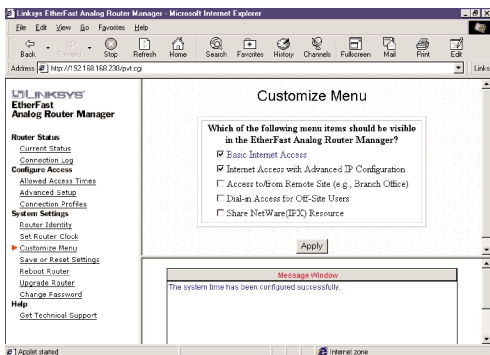 Linksys EtherFast Analog Router Manager - Microsoft Internet Explorer
File Edit View Go Favorites Help
Back Forward Stop Refresh Home Search Favorites History Channels Fullscreen Mail Print Edit
Address http://192.168.168.230/pvt.cgi Links
LINKSYS
EtherFast
Analog Router Manager
Router Status
Current Status
Connection Log
Configure Access
Allowed Access Times
Advanced Setup
Connection Profiles
System Settings
Router Identity
Set Router Clock
Customize Menu
Save or Reset Settings
Reboot Router
Upgrade Router
Change Password
Help
Get Technical Support
Customize Menu
Which of the following menu items should be visible
in the EtherFast Analog Router Manager?
Basic Internet Access
Internet Access with Advanced IP Configuration
Access to/from Remote Site (e.g., Branch Office)
Dial-in Access for Off-Site Users
Share NetWare(IPX) Resource
Apply
Message Window
The system time has been configured successfully.
Applet started
Internet zone